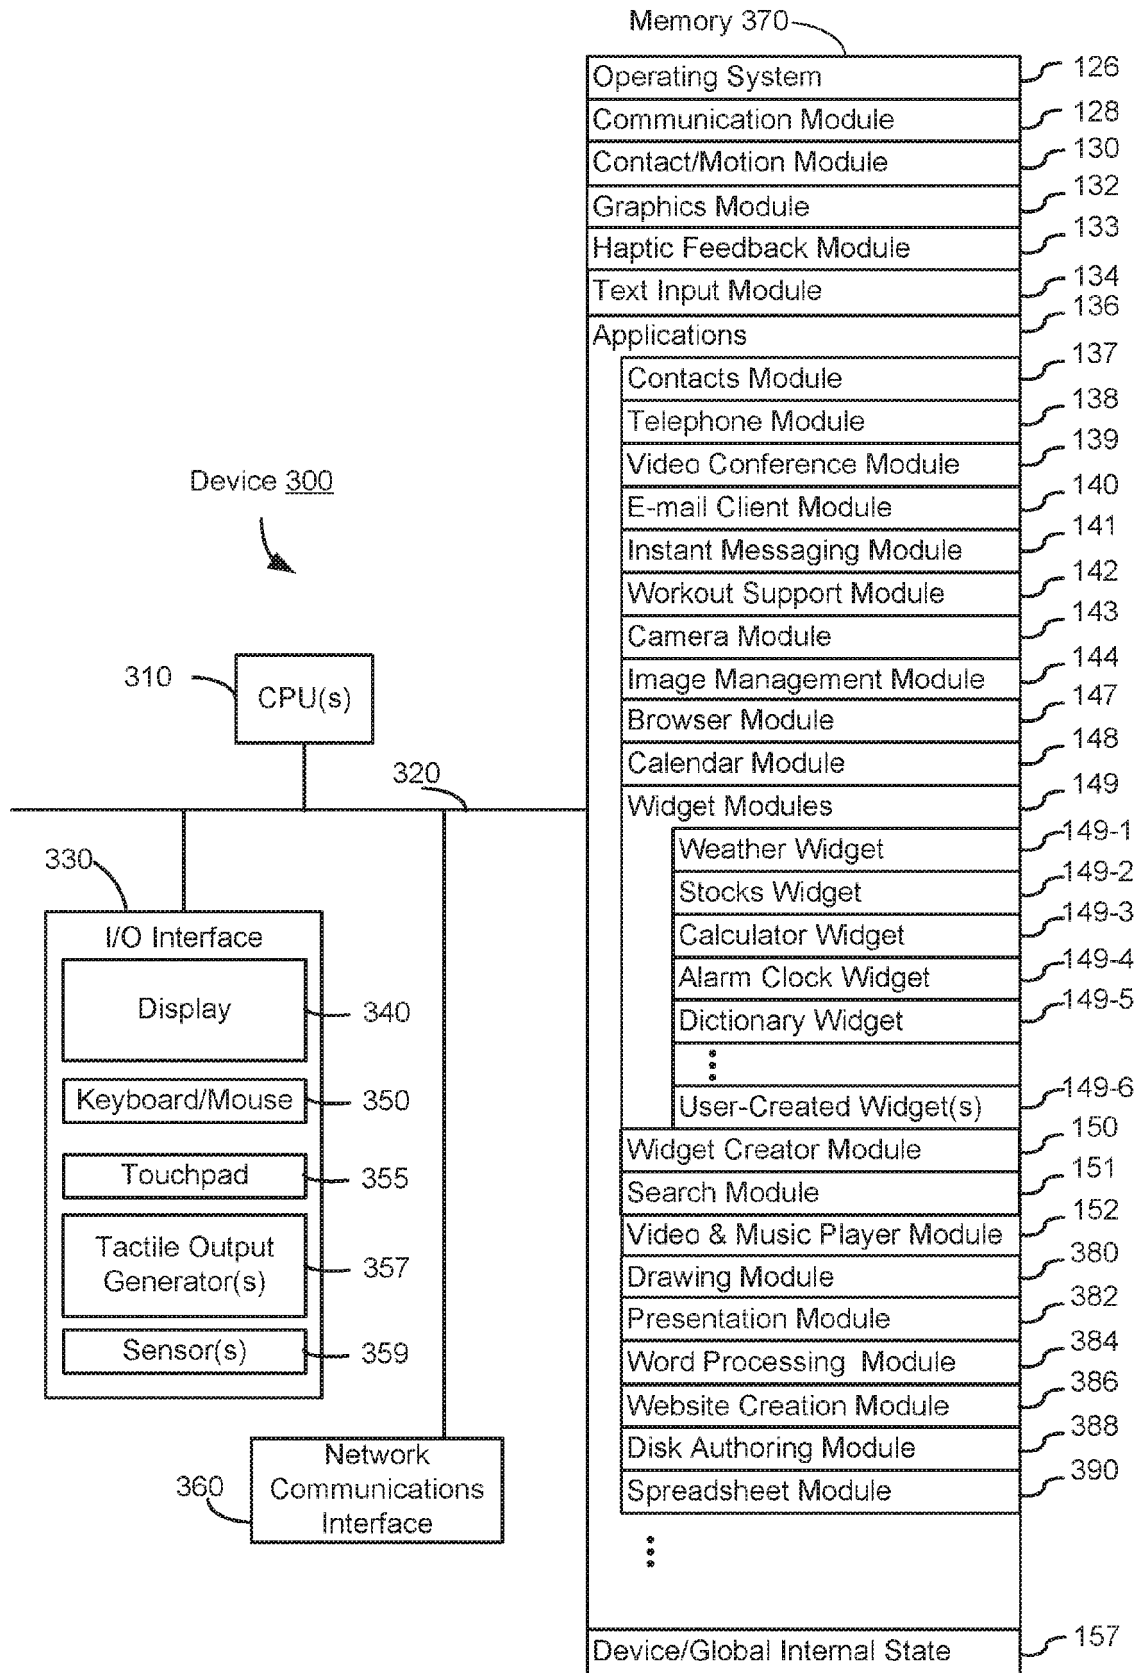 Memory 370
Operating System 126
Communication Module 128
Contact/Motion Module 130
Graphics Module 132
Haptic Feedback Module 133
Text Input Module 134
Applications 136
Contacts Module 137
Telephone Module 138
Video Conference Module 139
E-mail Client Module 140
Instant Messaging Module 141
Workout Support Module 142
Camera Module 143
Image Management Module 144
Browser Module 147
Calendar Module 148
Widget Modules 149
Weather Widget 149-1
Stocks Widget 149-2
Calculator Widget 149-3
Alarm Clock Widget 149-4
Dictionary Widget 149-5
User-Created Widget(s) 149-6
Widget Creator Module 150
Search Module 151
Video & Music Player Module 152
Drawing Module 380
Presentation Module 382
Word Processing Module 384
Website Creation Module 386
Disk Authoring Module 388
Spreadsheet Module 390
Device/Global Internal State 157
Device 300
310
CPU(s)
320
330
I/O Interface
Display 340
Keyboard/Mouse 350
Touchpad 355
Tactile Output
Generator(s) 357
Sensor(s) 359
360
Network
Communications
Interface